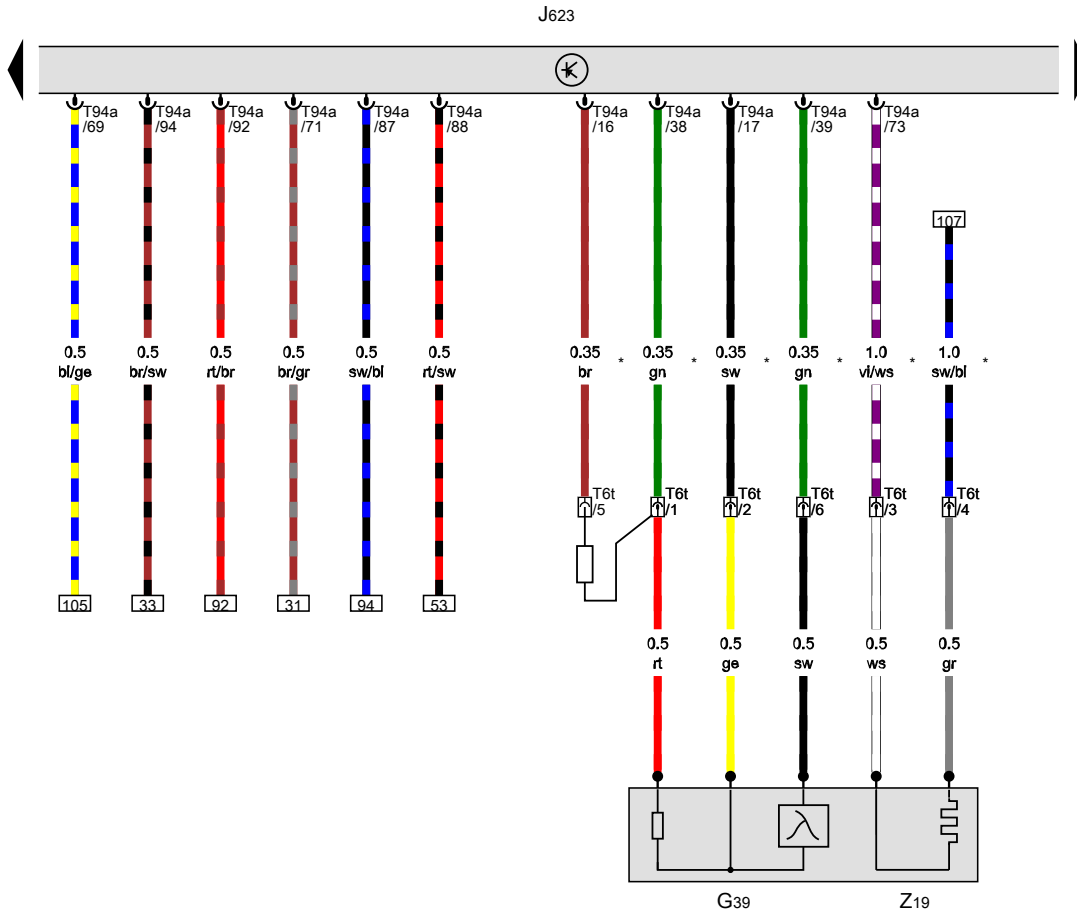 J623
T94a /69
T94a /94
T94a /92
T94a /71
T94a /87
T94a /88
T94a /16
T94a /38
T94a /17
T94a /39
T94a /73
107
0.5 bl/ge
0.5 br/sw
0.5 rt/br
0.5 br/gr
0.5 sw/bl
0.5 rt/sw
0.35 br *
0.35 gn *
0.35 sw *
0.35 gn *
1.0 vi/ws *
1.0 sw/bl *
T6t /5
T6t /1
T6t /2
T6t /6
T6t /3
T6t /4
105
33
92
31
94
53
0.5 rt
0.5 ge
0.5 sw
0.5 ws
0.5 gr
G39
Z19